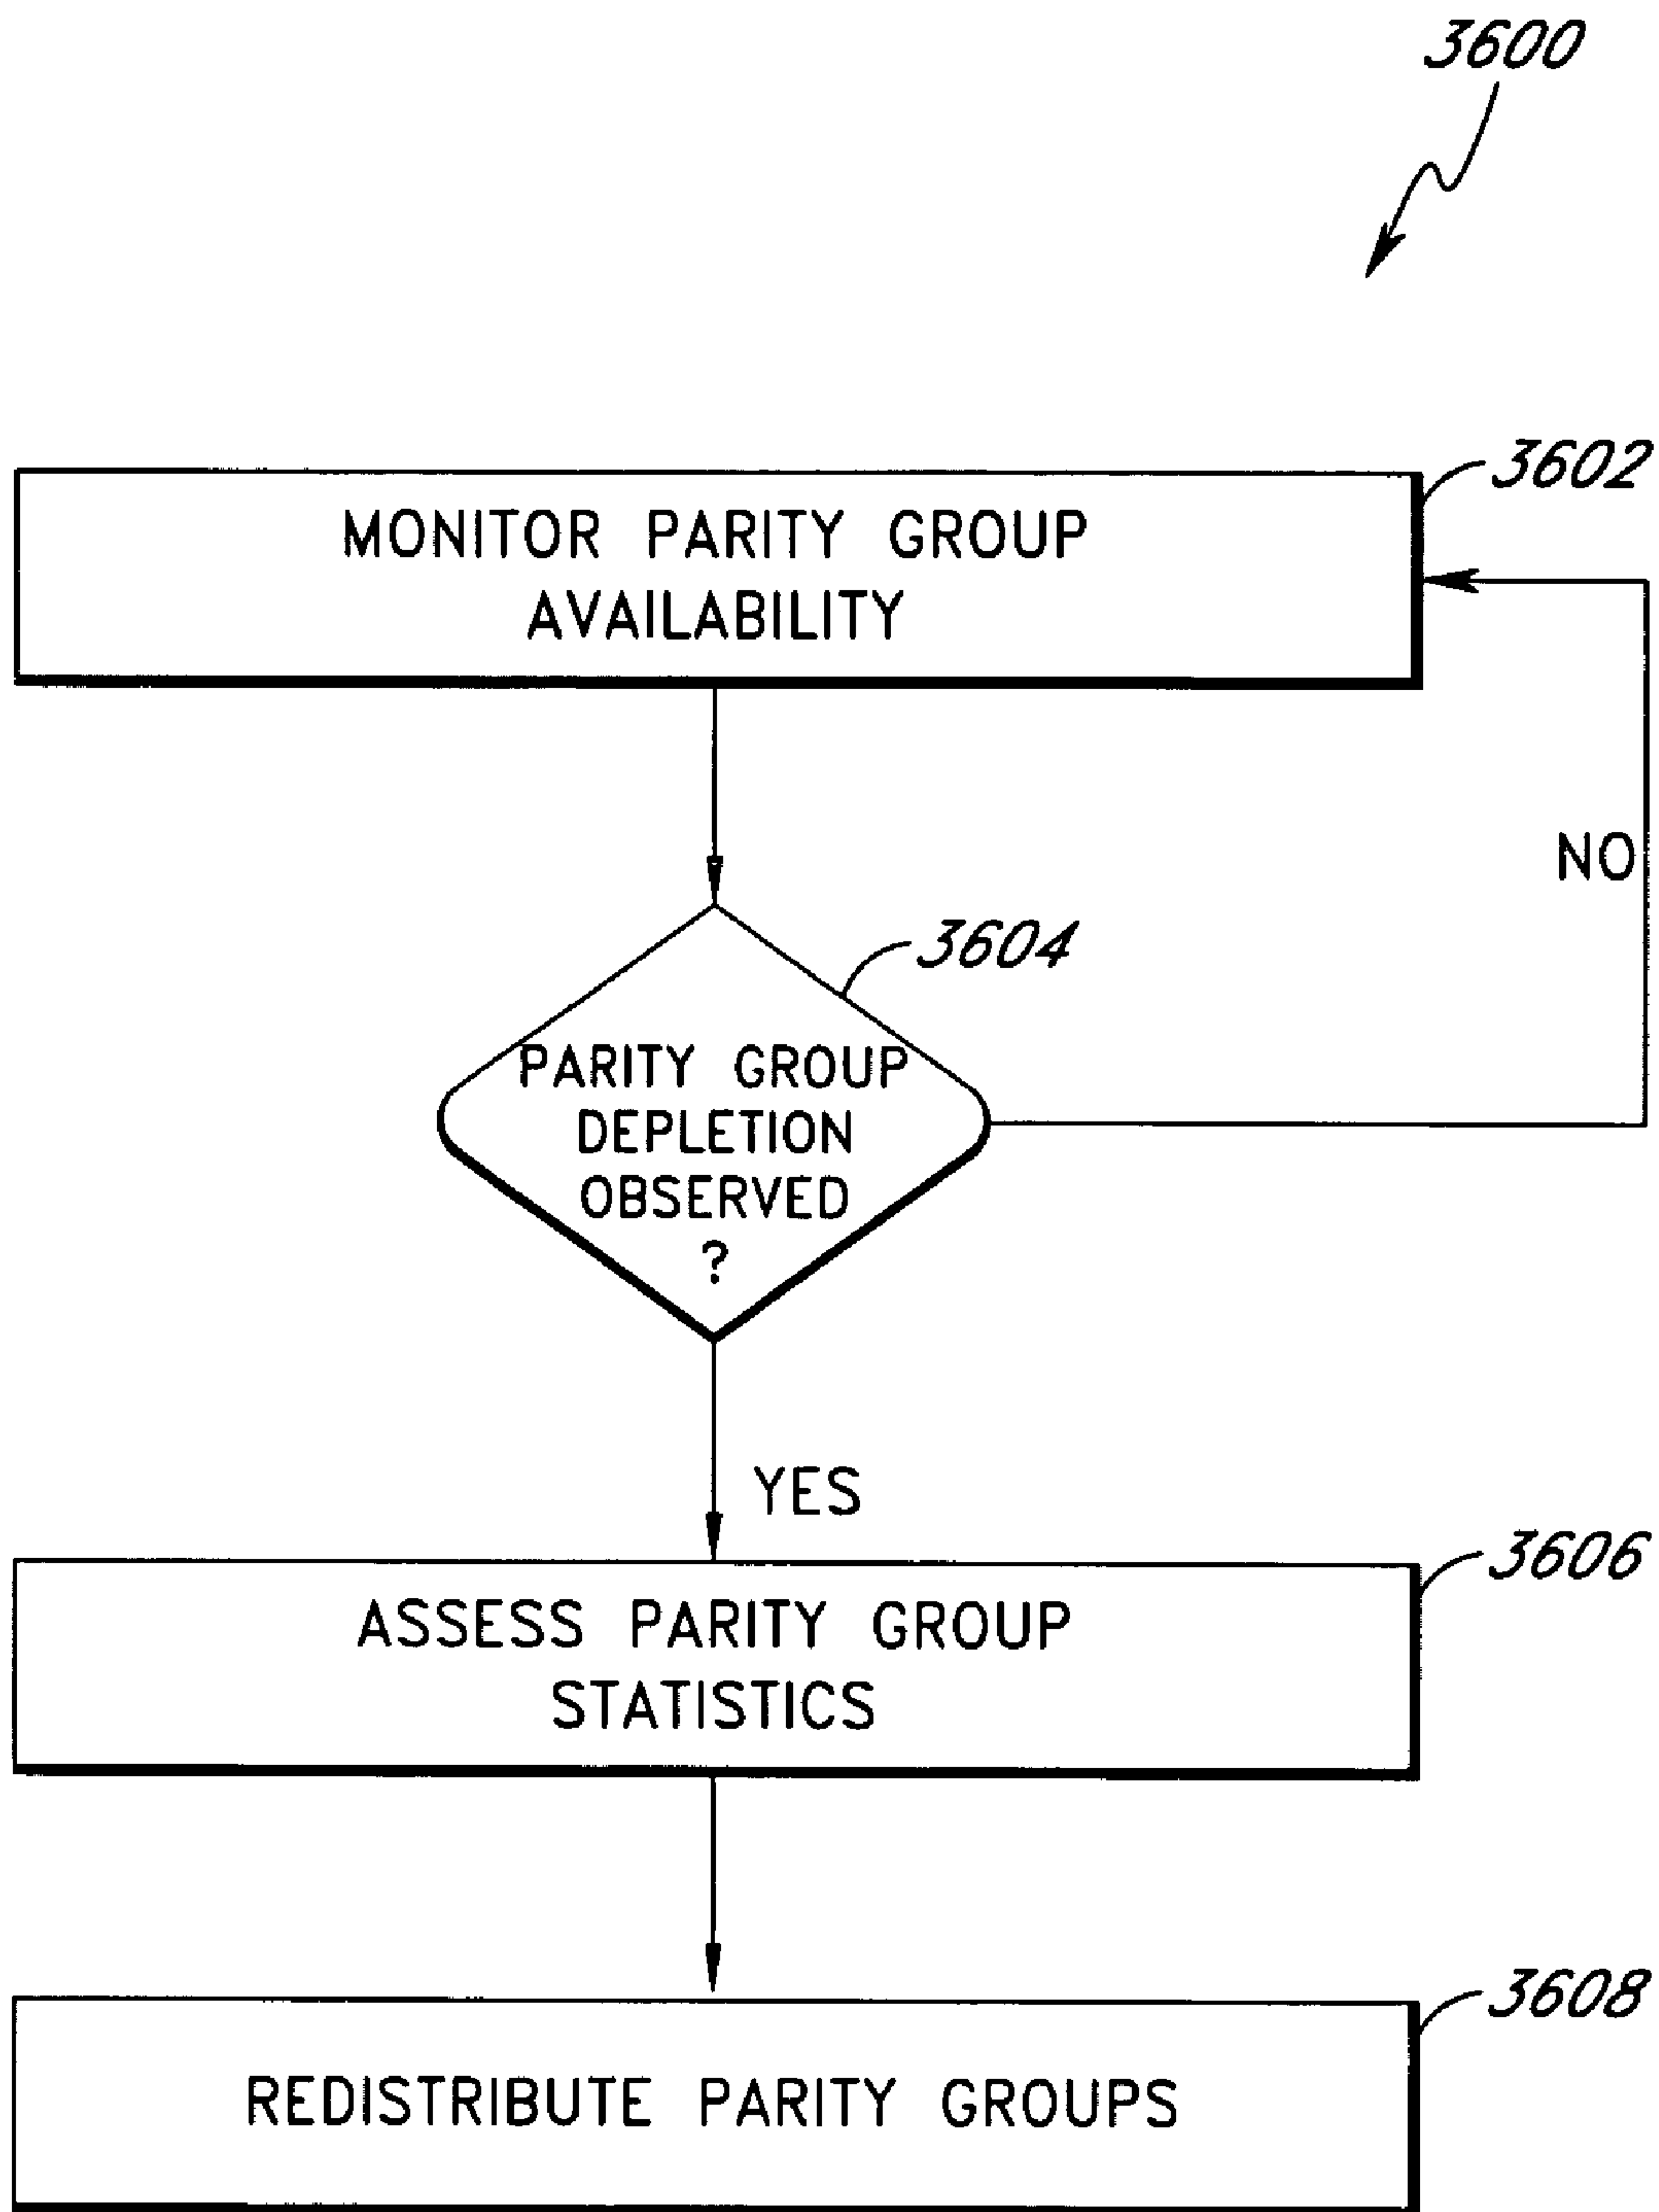 3600
3602
MONITOR PARITY GROUP
AVAILABILITY
NO
3604
PARITY GROUP
DEPLETION
OBSERVED
?
YES
3606
ASSESS PARITY GROUP
STATISTICS
3608
REDISTRIBUTE PARITY GROUPS